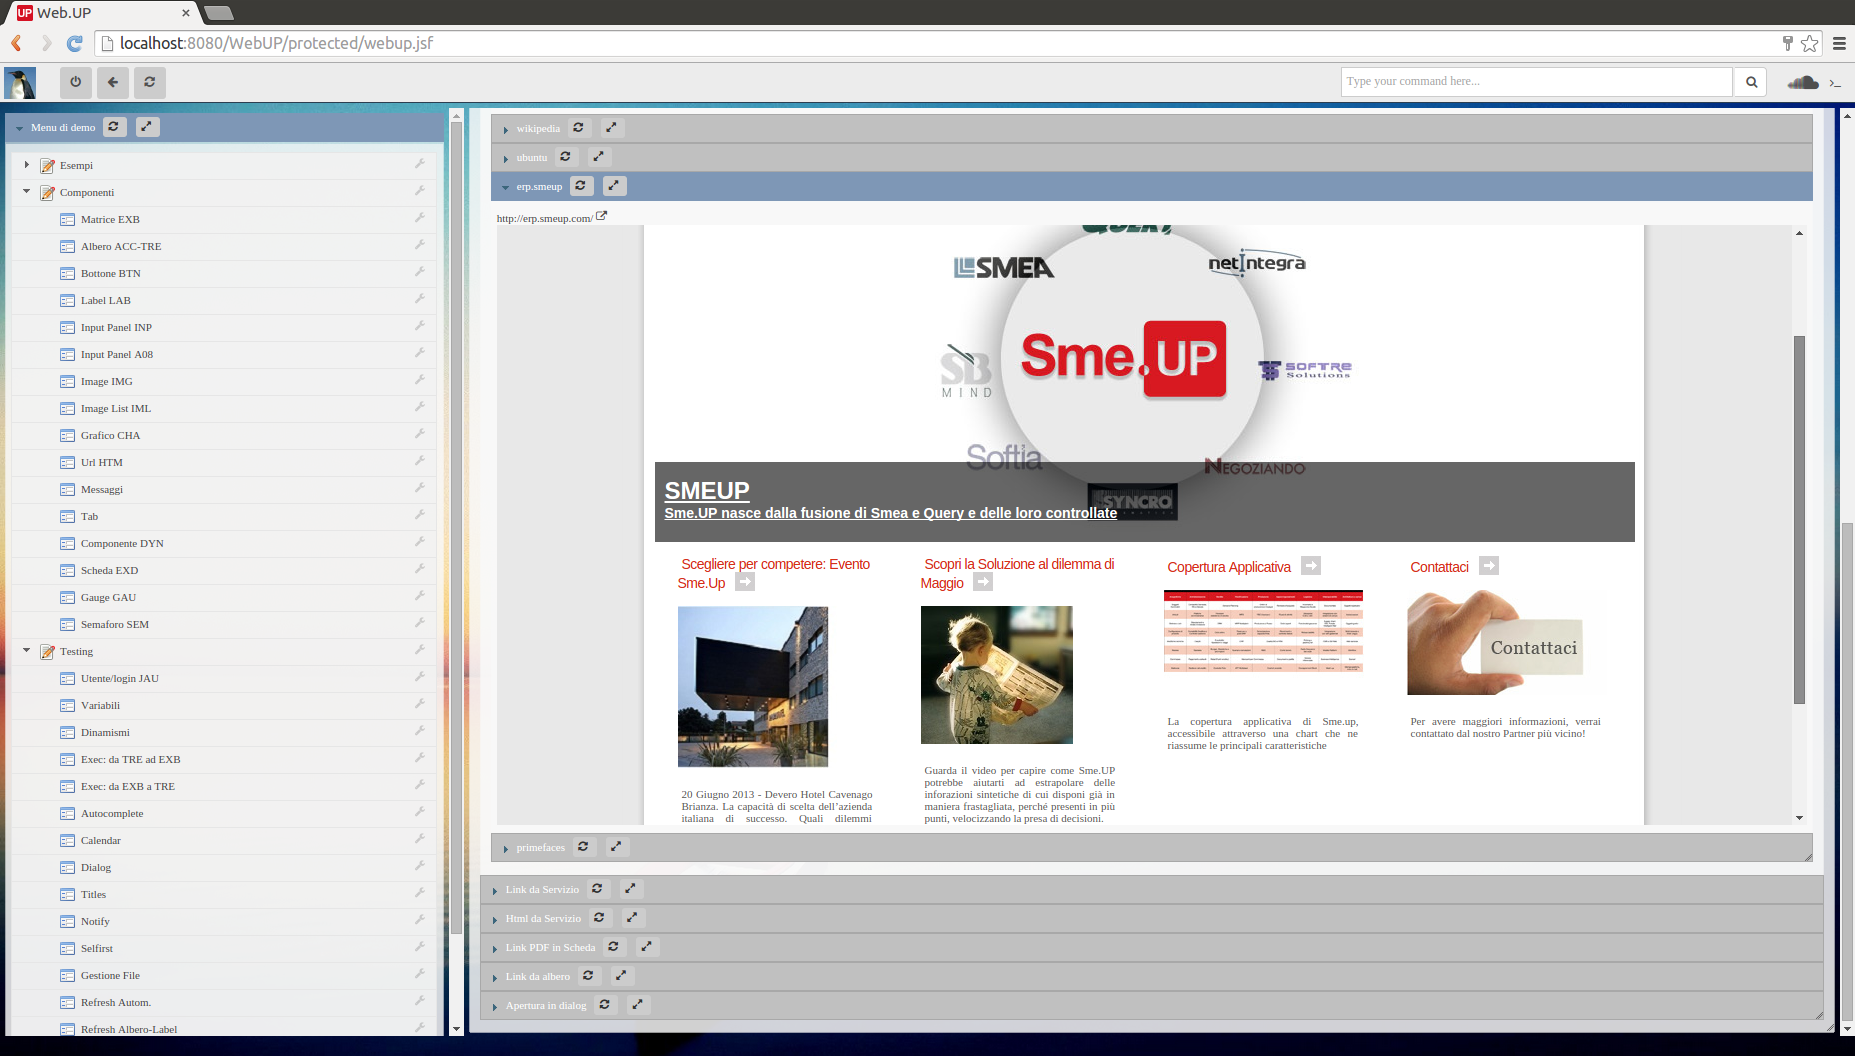 UP Web.UP
localhost:8080/WebUP/protected/webup.jsf
Type your command here...
Menu di demo
Esempi
Componenti
Matrice EXB
Albero ACC-TRE
Bottone BTN
Label LAB
Input Panel INP
Input Panel A08
Image IMG
Image List IML
Grafico CHA
Url HTM
Messaggi
Tab
Componente DYN
Scheda EXD
Gauge GAU
Semaforo SEM
Testing
Utente/login JAU
Variabili
Dinamismi
Exec: da TRE ad EXB
Exec: da EXB a TRE
Autocomplete
Calendar
Dialog
Titles
Notify
Selfirst
Gestione File
Refresh Autom.
Refresh Albero-Label
wikipedia
ubuntu
erp.smeup
http://erp.smeup.com/
QUERY
SMEA
netIntegra
Sme.UP
SB
MIND
SOFTRE
Solutions
Softia
NEGOZIANDO
SYNCRO
SMEUP
Sme.UP nasce dalla fusione di Smea e Query e delle loro controllate
Scegliere per competere: Evento
Sme.Up
20 Giugno 2013 - Devero Hotel Cavenago
Brianza. La capacità di scelta dell'azienda
italiana di successo. Quali dilemmi
Scopri la Soluzione al dilemma di
Maggio
Guarda il video per capire come Sme.UP
potrebbe aiutarti ad estrapolare delle
inforazioni sintetiche di cui disponi già in
maniera frastagliata, perché presenti in più
punti, velocizzando la presa di decisioni.
Copertura Applicativa
La copertura applicativa di Sme.up,
accessibile attraverso una chart che ne
riassume le principali caratteristiche
Contattaci
Contattaci
Per avere maggiori informazioni, verrai
contattato dal nostro Partner più vicino!
primefaces
Link da Servizio
Html da Servizio
Link PDF in Scheda
Link da albero
Apertura in dialog